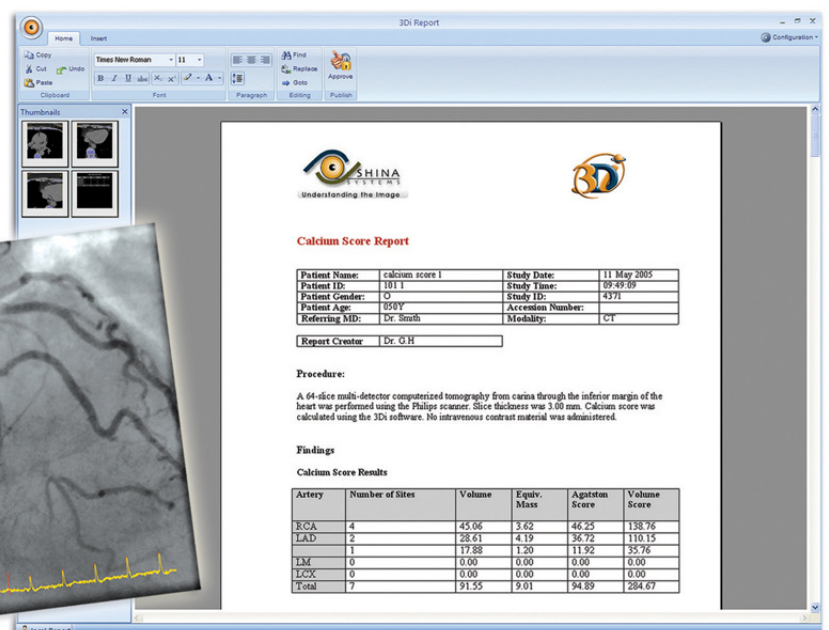 3Di Report
Home Insert
Configuration
Copy
Cut Undo
Paste
Clipboard
Times New Roman 11
B I U abc X₂ X² A
Font
Paragraph
Find
Replace
Goto
Editing
Approve
Publish
Thumbnails X
SHINA
SYSTEMS
Understanding the Image
3Di
Calcium Score Report
Patient Name: calcium score 1 Study Date: 11 May 2005
Patient ID: 101 1 Study Time: 09:49:09
Patient Gender: O Study ID: 4371
Patient Age: 050Y Accession Number:
Referring MD: Dr. Smith Modality: CT
Report Creator Dr. G.H
Procedure:
A 64-slice multi-detector computerized tomography from carina through the inferior margin of the
heart was performed using the Philips scanner. Slice thickness was 3.00 mm. Calcium score was
calculated using the 3Di software. No intravenous contrast material was administered.
Findings
Calcium Score Results
Artery Number of Sites Volume Equiv. Mass Agatston Score Volume Score
RCA 4 45.06 3.62 46.25 138.76
LAD 2 28.61 4.19 36.72 110.15
1 17.88 1.20 11.92 35.76
LM 0 0.00 0.00 0.00 0.00
LCX 0 0.00 0.00 0.00 0.00
Total 7 91.55 9.01 94.89 284.67